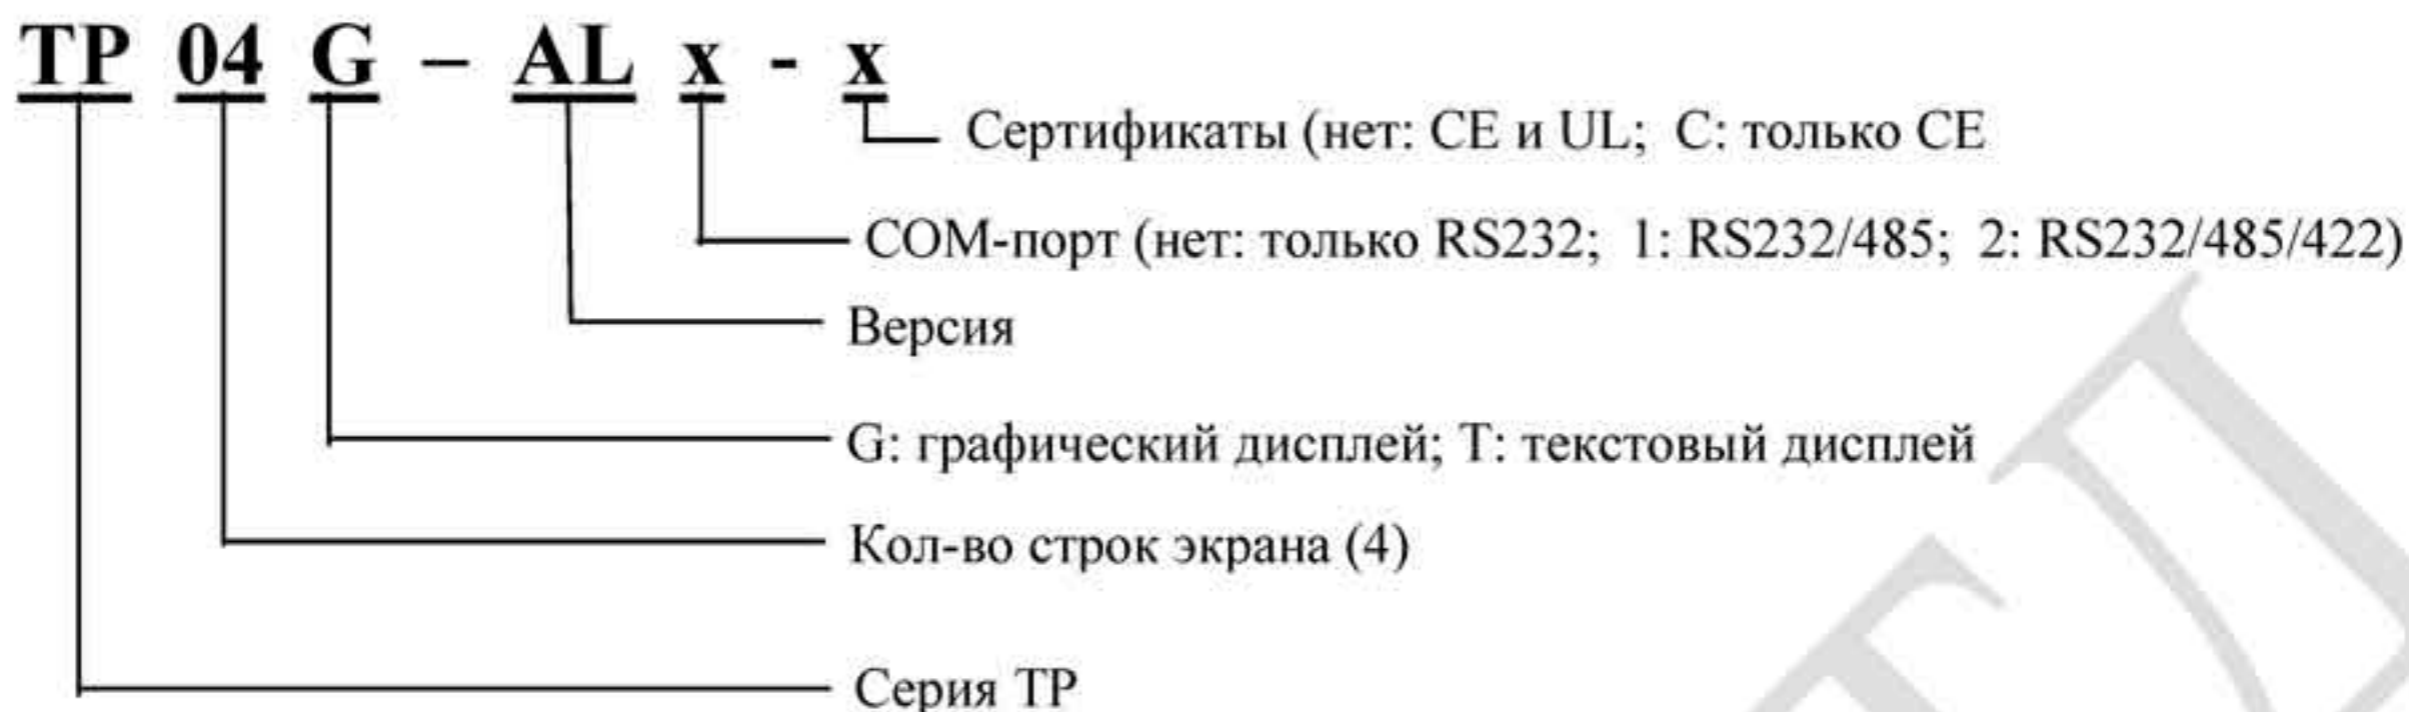 TP 04 G – AL x - x
Сертификаты (нет: CE и UL; C: только CE
COM-порт (нет: только RS232; 1: RS232/485; 2: RS232/485/422)
Версия
G: графический дисплей; T: текстовый дисплей
Кол-во строк экрана (4)
Серия TP